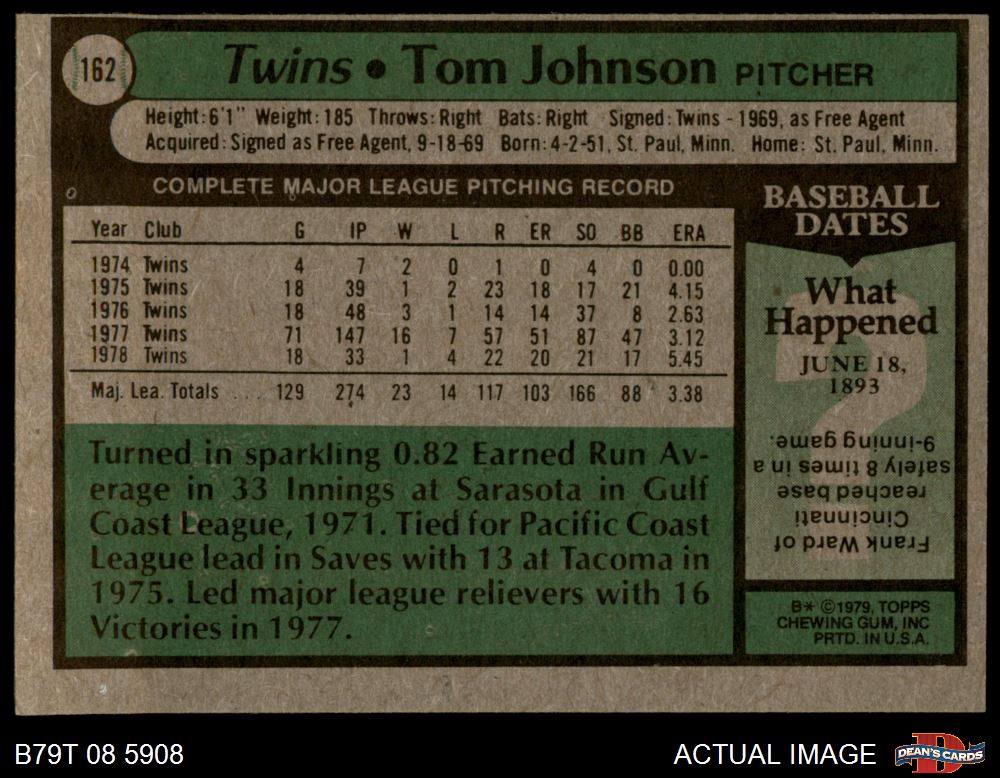 162
Twins • Tom Johnson PITCHER
Height: 6'1" Weight: 185 Throws: Right Bats: Right Signed: Twins - 1969, as Free Agent
Acquired: Signed as Free Agent, 9-18-69 Born: 4-2-51, St. Paul, Minn. Home: St. Paul, Minn.
COMPLETE MAJOR LEAGUE PITCHING RECORD
Year Club G IP W L R ER SO BB ERA
1974 Twins 4 7 2 0 1 0 4 0 0.00
1975 Twins 18 39 1 2 23 18 17 21 4.15
1976 Twins 18 48 3 1 14 14 37 8 2.63
1977 Twins 71 147 16 7 57 51 87 47 3.12
1978 Twins 18 33 1 4 22 20 21 17 5.45
Maj. Lea. Totals ... 129 274 23 14 117 103 166 88 3.38
Turned in sparkling 0.82 Earned Run Av-
erage in 33 Innings at Sarasota in Gulf
Coast League, 1971. Tied for Pacific Coast
League lead in Saves with 13 at Tacoma in
1975. Led major league relievers with 16
Victories in 1977.
BASEBALL
DATES
What
Happened
JUNE 18,
1893
?
Frank Ward of
Cincinnati
reached base
safely 8 times in a
9-inning game.
B* ©1979, TOPPS
CHEWING GUM, INC
PRTD. IN U.S.A.
B79T 08 5908
ACTUAL IMAGE
D
DEAN'S CARDS